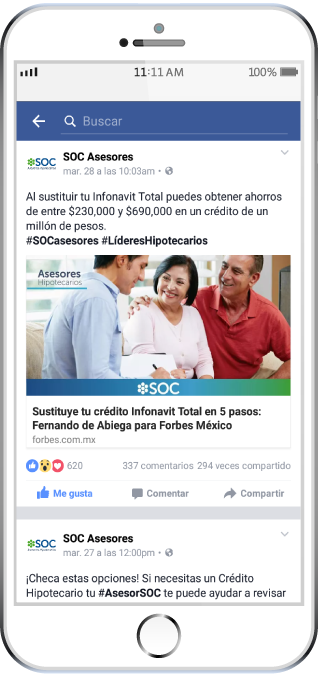 11:11 AM
100%
Buscar
SOC Asesores
mar. 28 a las 10:03am
Al sustituir tu Infonavit Total puedes obtener ahorros
de entre $230,000 y $690,000 en un crédito de un
millón de pesos.
#SOCasesores #LíderesHipotecarios
SOC
Asesores
Hipotecarios
SOC
Sustituye tu crédito Infonavit Total en 5 pasos:
Fernando de Abiega para Forbes México
forbes.com.mx
620
337 comentarios 294 veces compartido
Me gusta
Comentar
Compartir
SOC Asesores
mar. 27 a las 12:00pm
SOC
¡Checa estas opciones! Si necesitas un Crédito
Hipotecario tu #AsesorSOC te puede ayudar a revisar